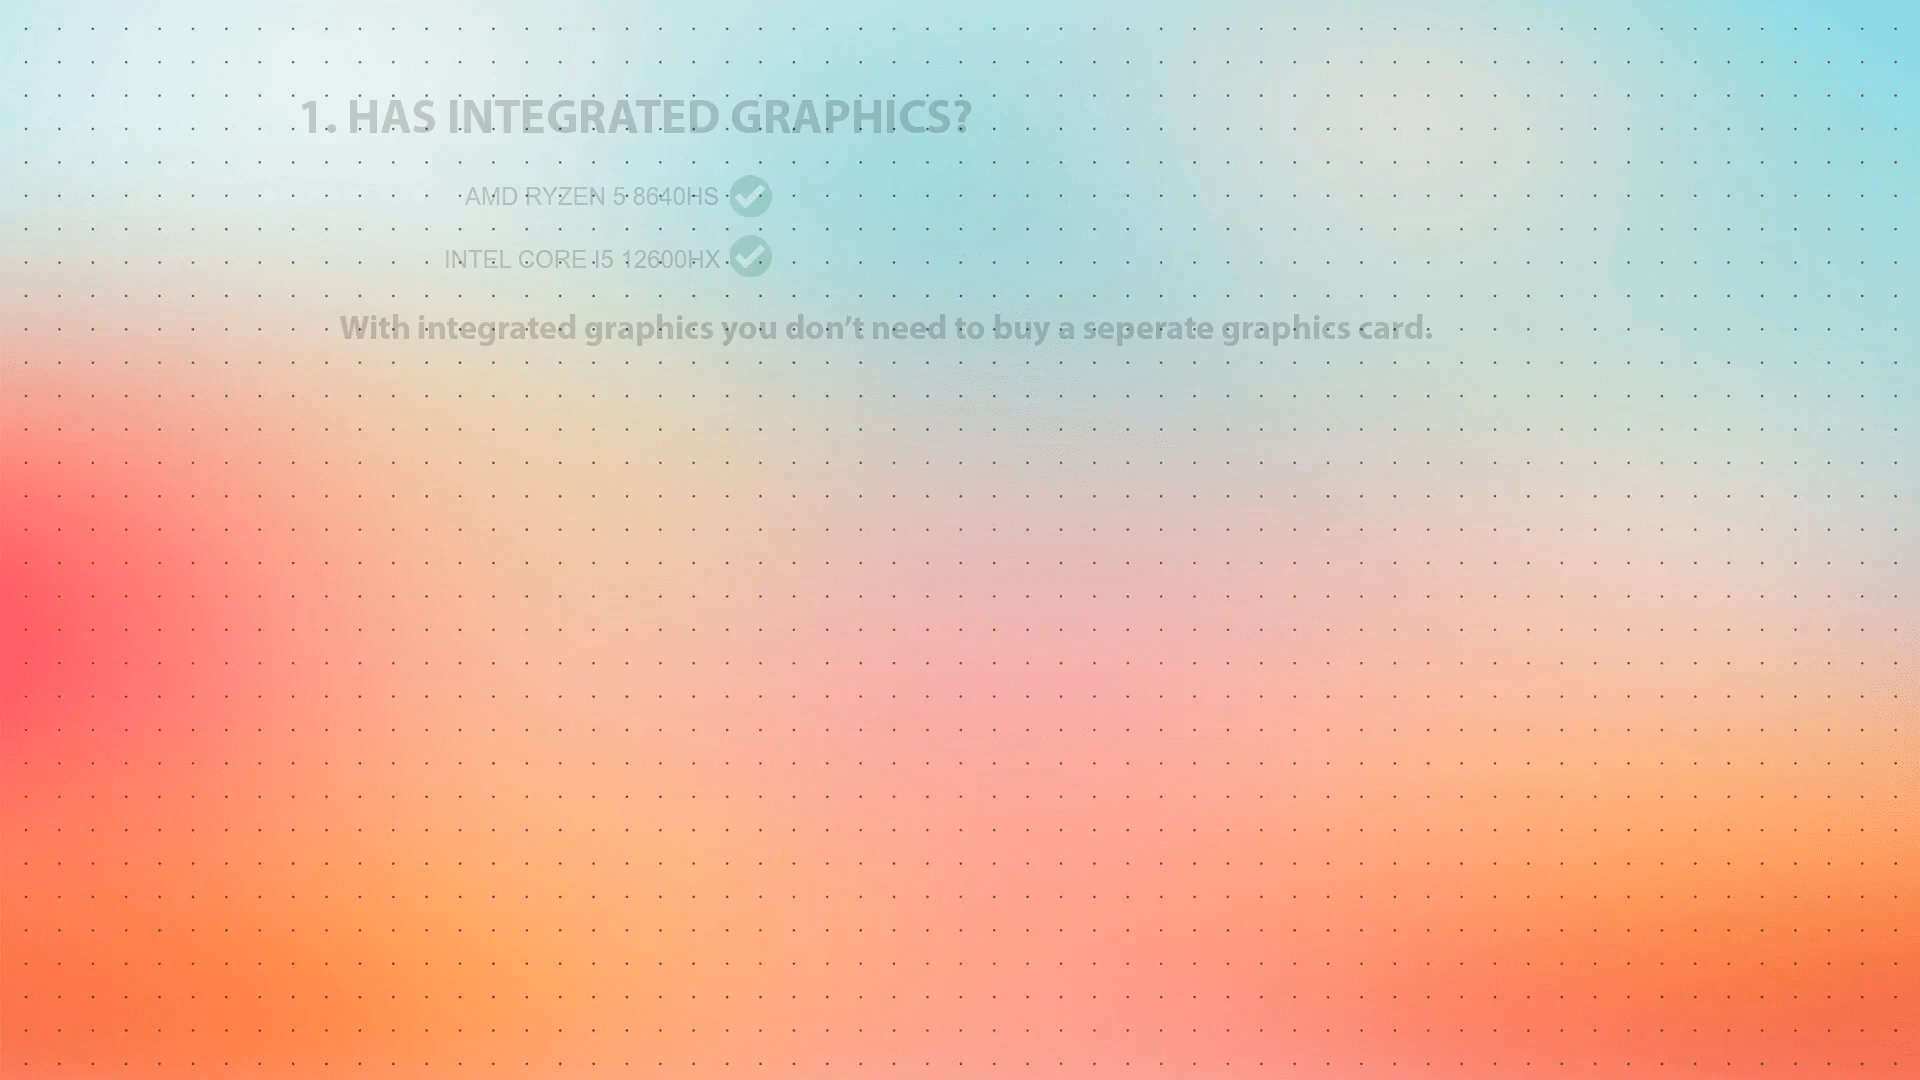 1. HAS INTEGRATED GRAPHICS?
AMD RYZEN 5 8640HS
INTEL CORE I5 12600HX
With integrated graphics you don’t need to buy a seperate graphics card.